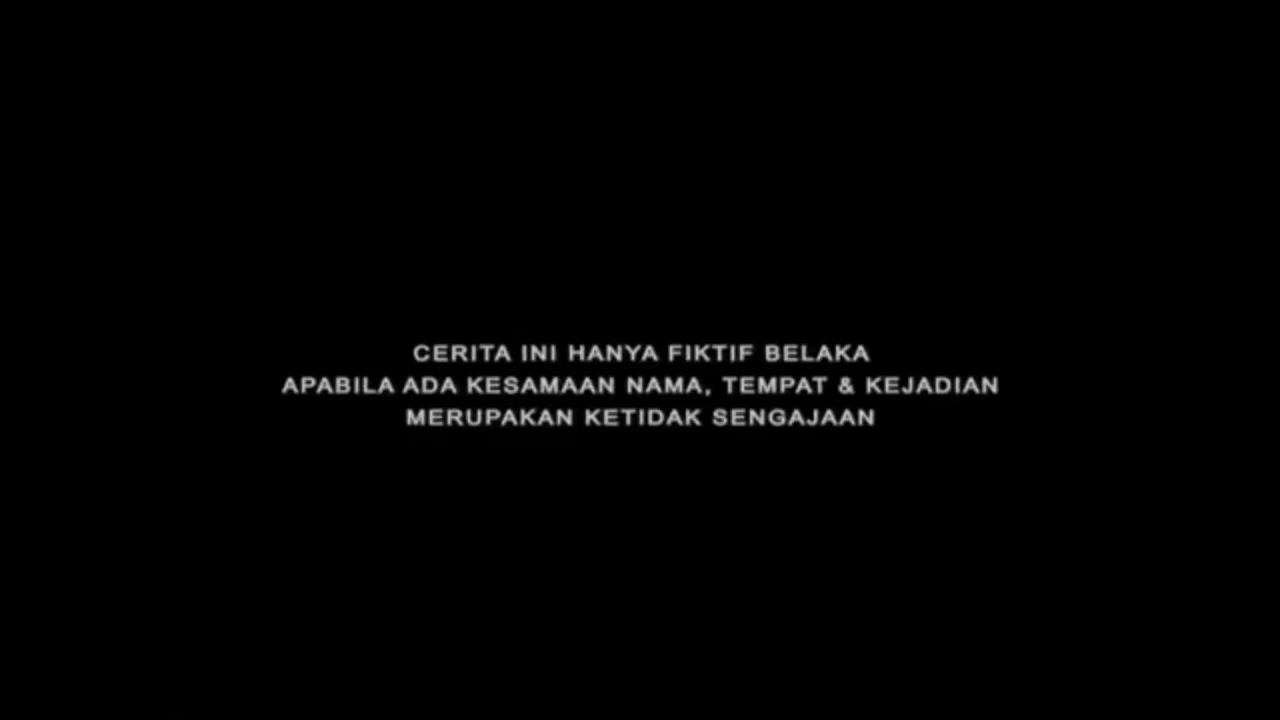 CERITA INI HANYA FIKTIF BELAKA
APABILA ADA KESAMAAN NAMA, TEMPAT & KEJADIAN
MERUPAKAN KETIDAK SENGAJAAN